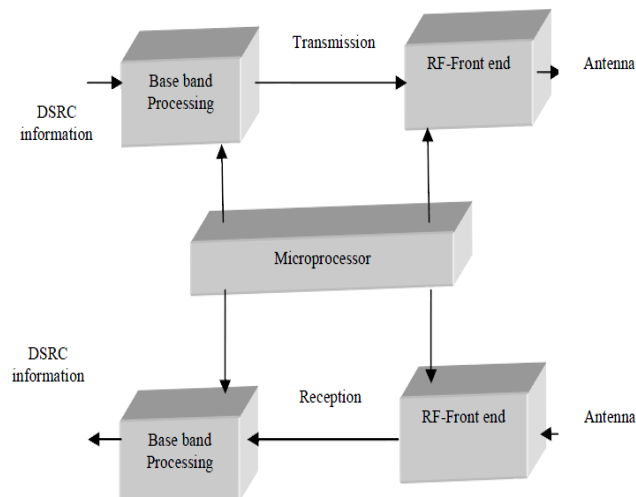 Transmission
Antenna
RF-Front end
Base band
Processing
DSRC
information
Microprocessor
DSRC
information
Reception
Antenna
RF-Front end
Base band
Processing